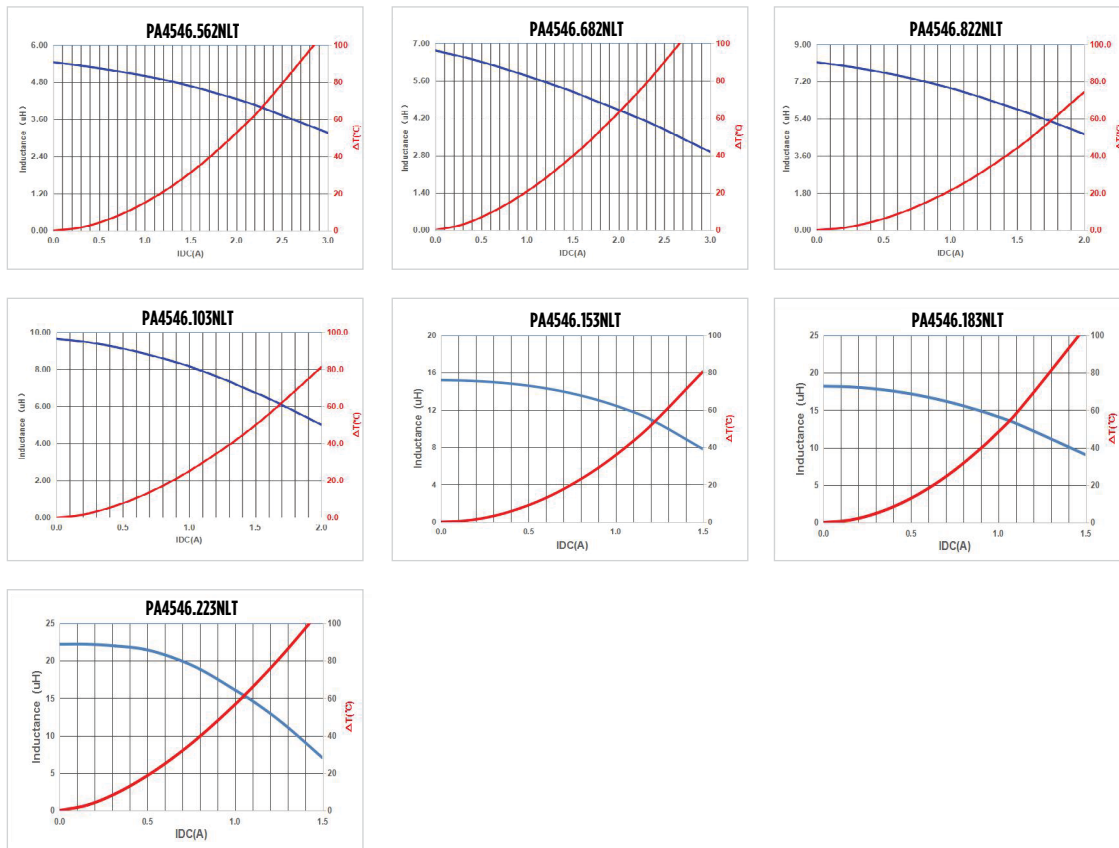 PA4546.562NLT
6.00
4.80
3.60
2.40
1.20
0.00
Inductance (uH)
100
80
60
40
20
0
ΔT(℃)
0.0 0.5 1.0 1.5 2.0 2.5 3.0
IDC(A)
PA4546.682NLT
7.00
5.60
4.20
2.80
1.40
0.00
Inductance (uH)
100
80
60
40
20
0
ΔT(℃)
0.0 0.5 1.0 1.5 2.0 2.5 3.0
IDC(A)
PA4546.822NLT
9.00
7.20
5.40
3.60
1.80
0.00
Inductance (uH)
100.0
80.0
60.0
40.0
20.0
0.0
ΔT(℃)
0.0 0.5 1.0 1.5 2.0
IDC(A)
PA4546.103NLT
10.00
8.00
6.00
4.00
2.00
0.00
Inductance (uH)
100.0
80.0
60.0
40.0
20.0
0.0
ΔT(℃)
0.0 0.5 1.0 1.5 2.0
IDC(A)
PA4546.153NLT
20
16
12
8
4
0
Inductance (uH)
100
80
60
40
20
0
ΔT(℃)
0.0 0.5 1.0 1.5
IDC(A)
PA4546.183NLT
25
20
15
10
5
0
Inductance (uH)
100
80
60
40
20
0
ΔT(℃)
0.0 0.5 1.0 1.5
IDC(A)
PA4546.223NLT
25
20
15
10
5
0
Inductance (uH)
100
80
60
40
20
0
ΔT(℃)
0.0 0.5 1.0 1.5
IDC(A)